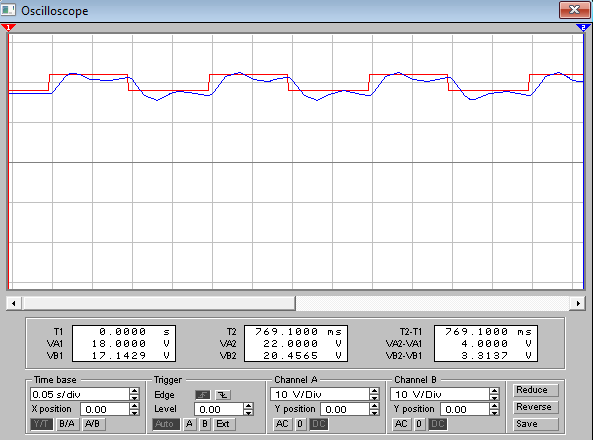 Oscilloscope
1 2
T1 0.0000 s T2 769.1000 ms T2-T1 769.1000 ms
VA1 18.0000 V VA2 22.0000 V VA2-VA1 4.0000 V
VB1 17.1429 V VB2 20.4565 V VB2-VB1 3.3137 V
Time base Trigger Channel A Channel B
0.05 s/div Edge 10 V/Div 10 V/Div Reduce
X position 0.00 Level 0.00 Y position 0.00 Y position 0.00 Reverse
Y/T B/A A/B Auto A B Ext AC 0 DC AC 0 DC Save